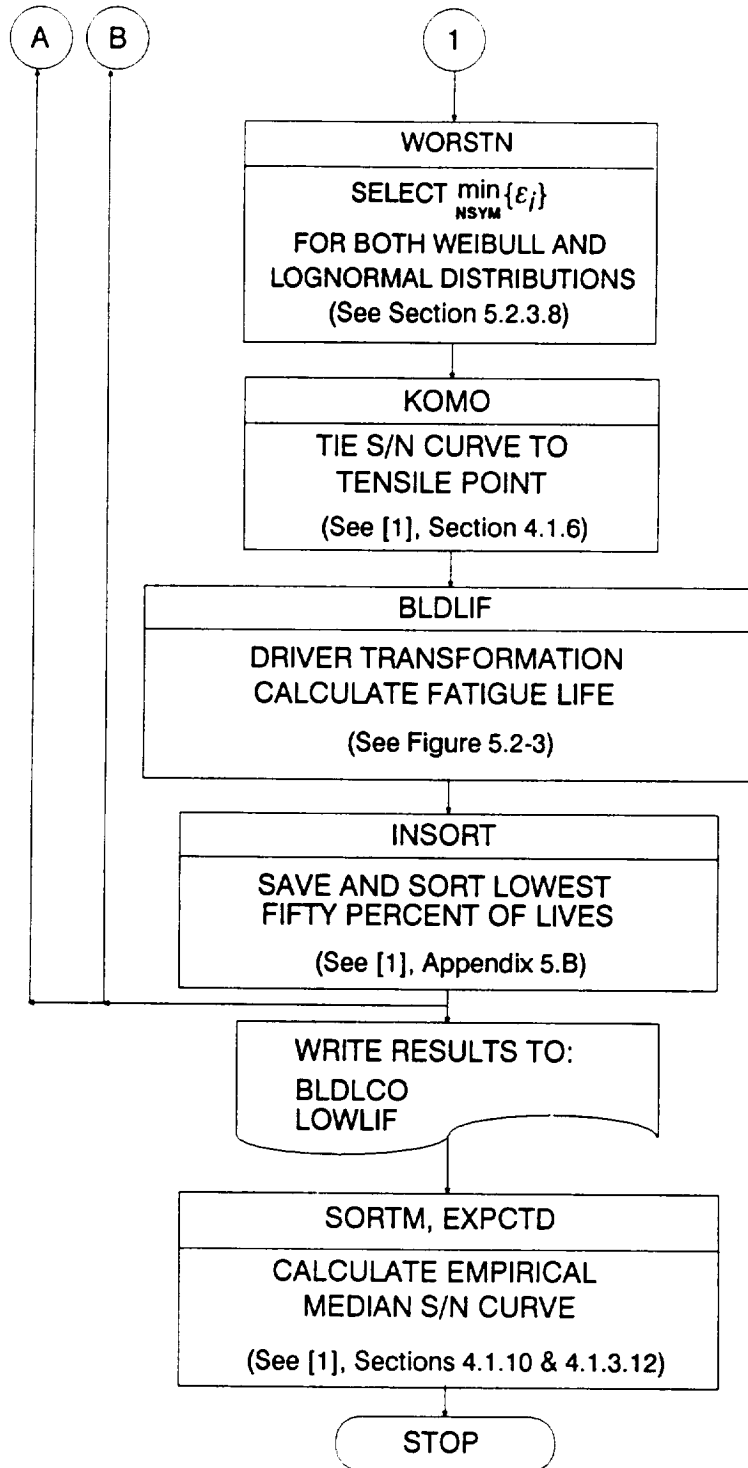 A B 1
WORSTN
SELECT min {εj}
NSYM
FOR BOTH WEIBULL AND
LOGNORMAL DISTRIBUTIONS
(See Section 5.2.3.8)
KOMO
TIE S/N CURVE TO
TENSILE POINT
(See [1], Section 4.1.6)
BLDLIF
DRIVER TRANSFORMATION
CALCULATE FATIGUE LIFE
(See Figure 5.2-3)
INSORT
SAVE AND SORT LOWEST
FIFTY PERCENT OF LIVES
(See [1], Appendix 5.B)
WRITE RESULTS TO:
BLDLCO
LOWLIF
SORTM, EXPCTD
CALCULATE EMPIRICAL
MEDIAN S/N CURVE
(See [1], Sections 4.1.10 & 4.1.3.12)
STOP